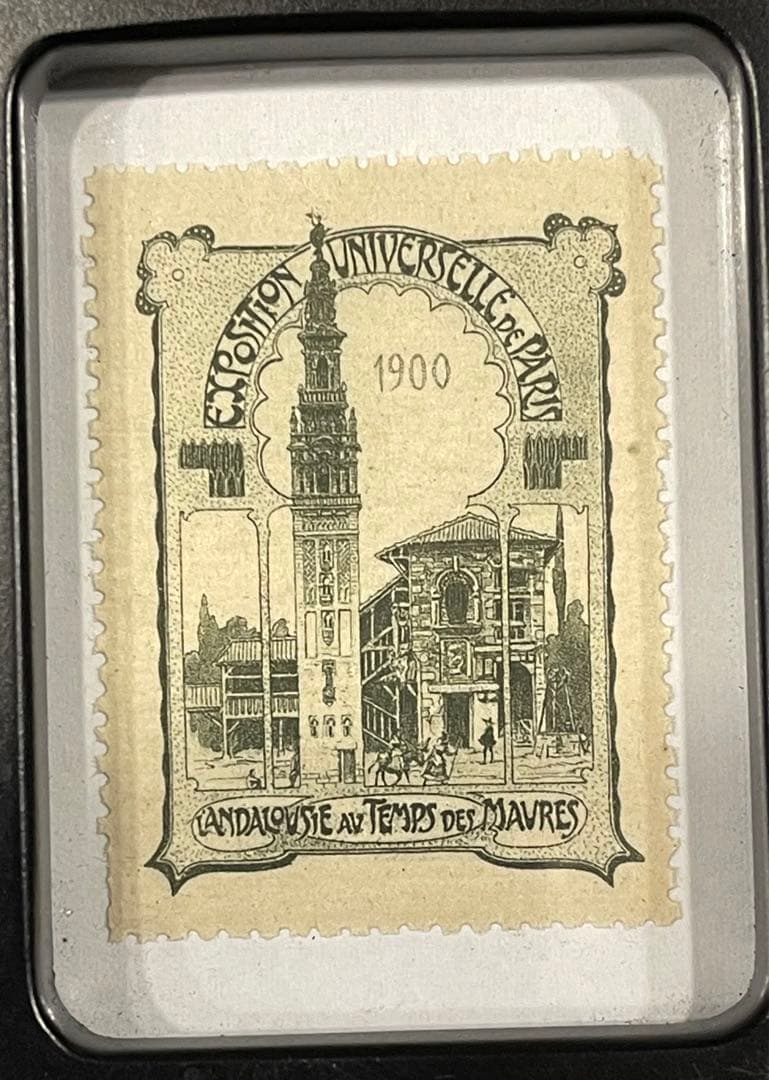 EXPOSITION UNIVERSELLE DE PARIS
1900
L'ANDALOUSIE AU TEMPS DES MAURES